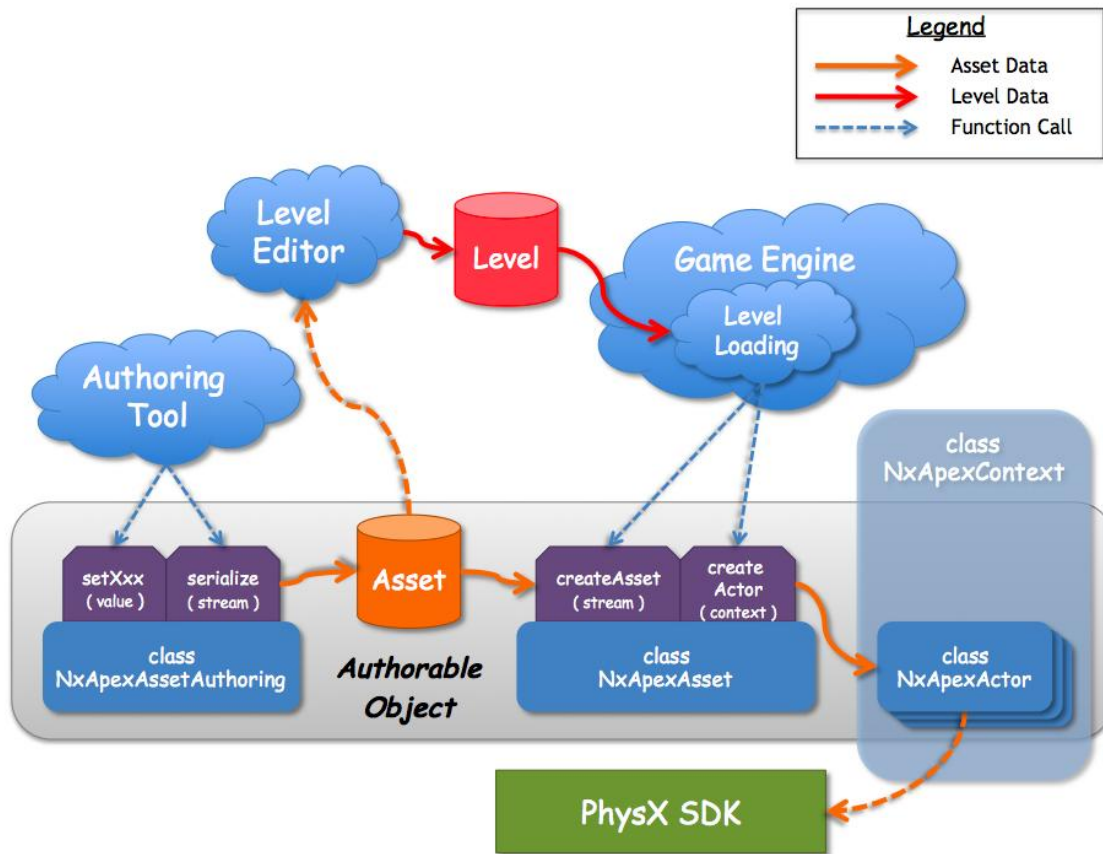 Legend
Asset Data
Level Data
Function Call
Level
Editor
Level
Game Engine
Level
Loading
Authoring
Tool
class
NxApexContext
setXxx
( value )
serialize
( stream )
Asset
createAsset
( stream )
create
Actor
( context )
class
NxApexAssetAuthoring
Authorable
Object
class
NxApexAsset
class
NxApexActor
PhysX SDK